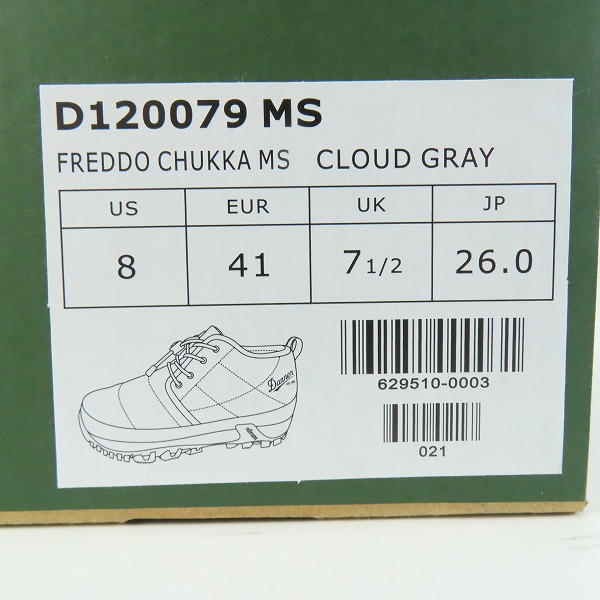 D120079 MS
FREDDO CHUKKA MS CLOUD GRAY
US EUR UK JP
8 41 7 1/2 26.0
Danner
629510-0003
021